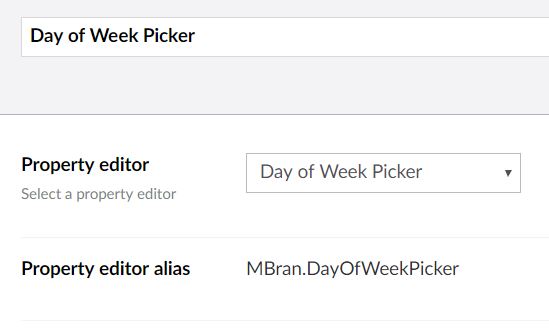 Day of Week Picker
Property editor
Day of Week Picker
Select a property editor
Property editor alias
MBran.DayOfWeekPicker